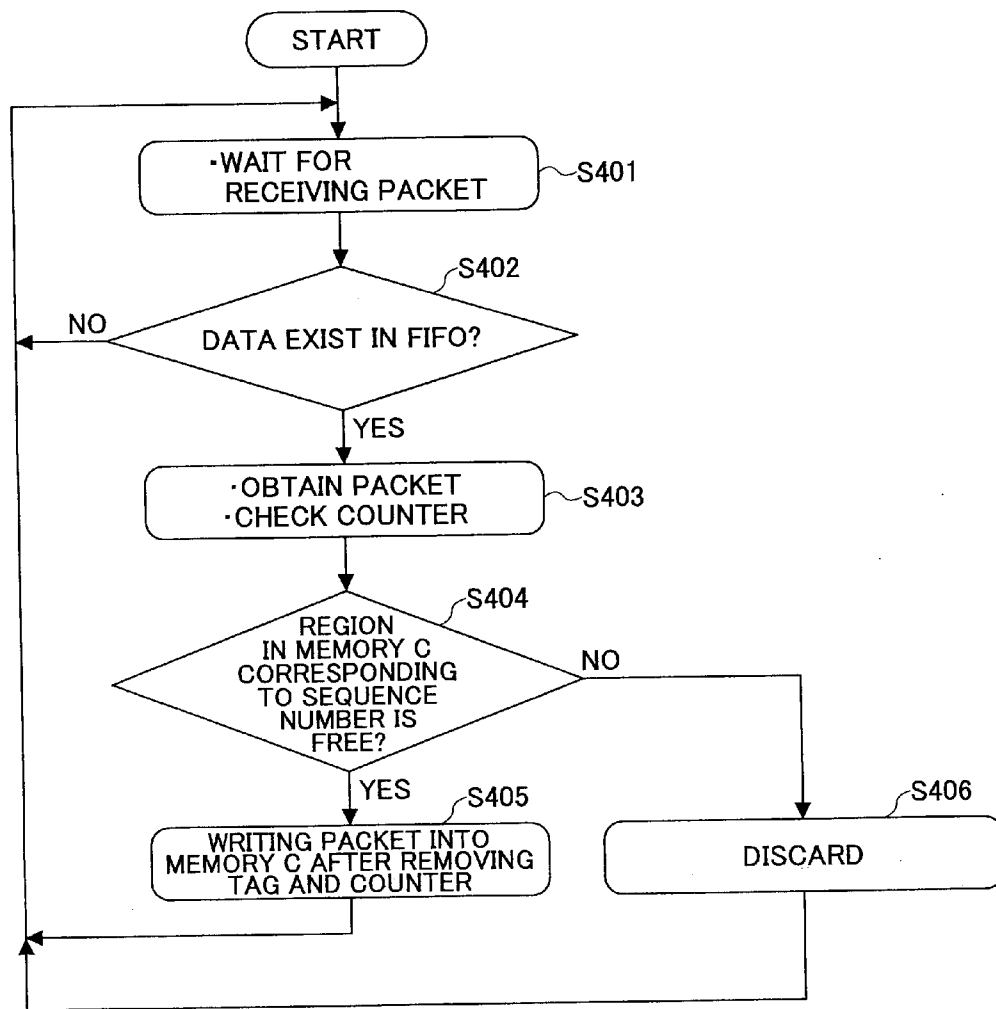 START
·WAIT FOR
RECEIVING PACKET
S401
S402
NO
DATA EXIST IN FIFO?
YES
·OBTAIN PACKET
·CHECK COUNTER
S403
S404
REGION
IN MEMORY C
CORRESPONDING
TO SEQUENCE
NUMBER IS
FREE?
NO
YES
S405
WRITING PACKET INTO
MEMORY C AFTER REMOVING
TAG AND COUNTER
S406
DISCARD